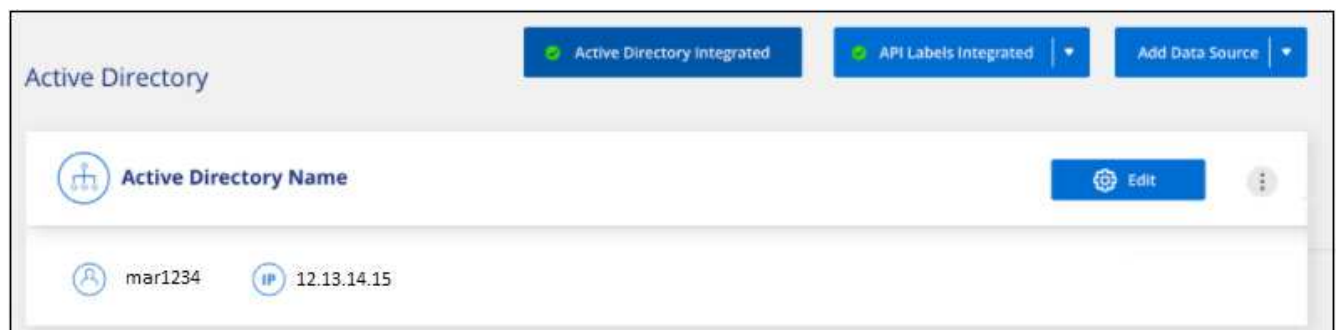 Active Directory Integrated
API Labels Integrated
Add Data Source
Active Directory
Active Directory Name
Edit
mar1234
IP
12.13.14.15